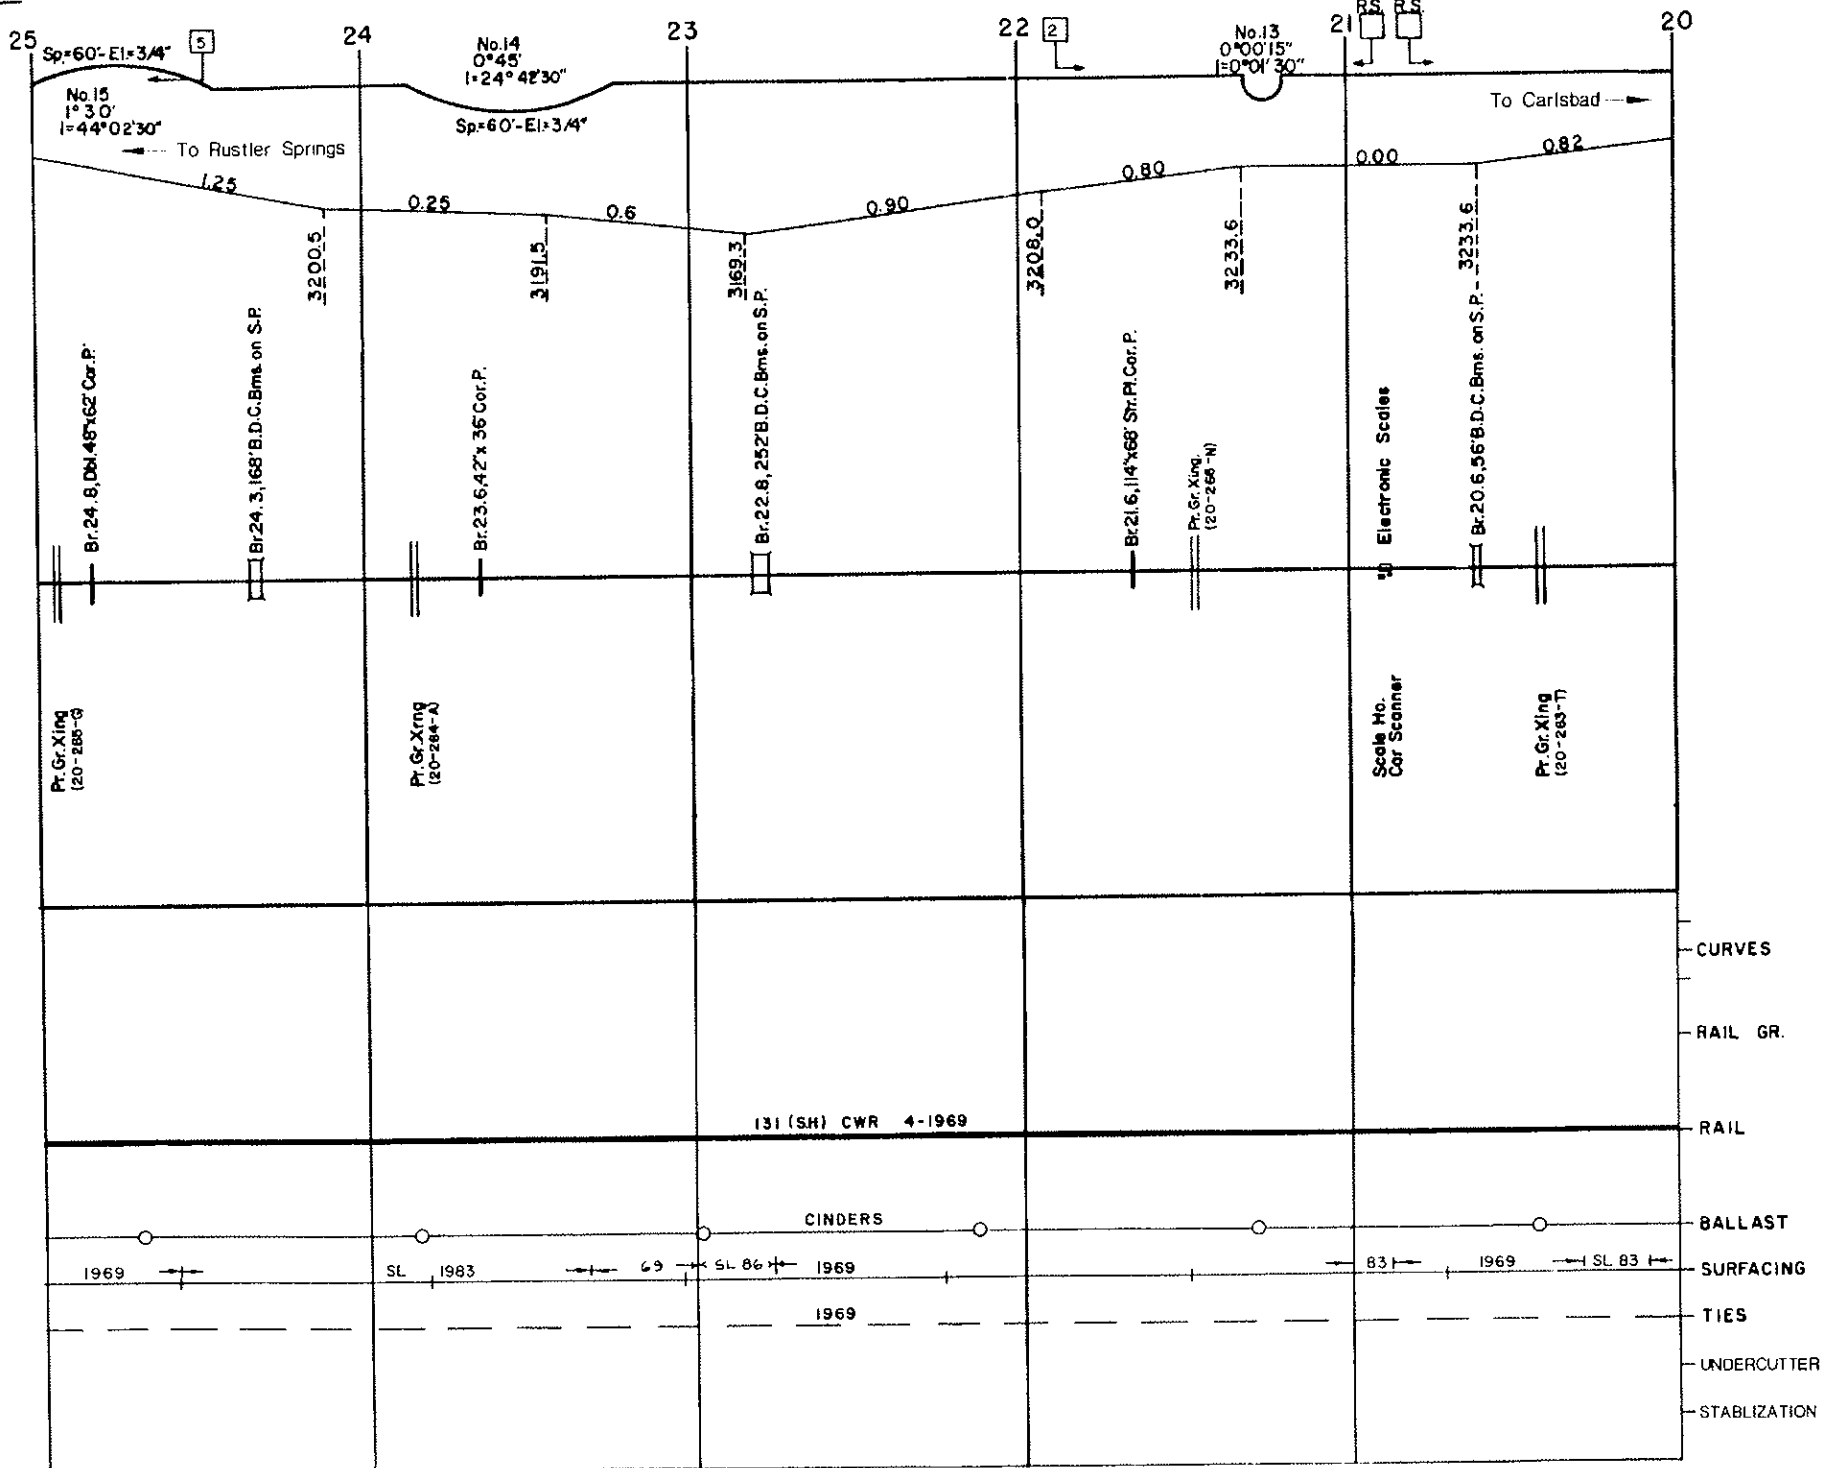 25
24
23
22
21
20
R.S.
R.S.
Sp.=60'-El.=3/4"
5
No.14
0°45'
I=24°42'30"
2
No.13
0°00'15"
I=0°01'30"
No.15
1°30'
I=44°02'30"
Sp.=60'-El.=3/4"
To Carlsbad
To Rustler Springs
1.25
0.25
0.6
0.90
0.80
0.00
0.82
3200.5
3191.5
3169.3
3208.0
3233.6
3233.6
Br.24.8, Dbl.48"x62' Cor.P.
Br.24.3,168' B.D.C.Bms. on S.P.
Br.23.6,42"x 36' Cor.P.
Br.22.8, 252' B.D.C.Bms. on S.P.
Br.21.6,114"x68' Str.Pl.Cor.P.
Pr.Gr.Xing.
(20-266-N)
Electronic Scales
Br.20.6,56' B.D.C.Bms. on S.P.
Pr.Gr.Xing
(20-265-G)
Pr.Gr.Xrng
(20-264-A)
Scale Ho.
Car Scanner
Pr.Gr.Xing
(20-263-T)
CURVES
RAIL GR.
131 (SH) CWR 4-1969
RAIL
CINDERS
BALLAST
1969
SL 1983
69
SL 86
1969
83
1969
SL 83
SURFACING
1969
TIES
UNDERCUTTER
STABLIZATION